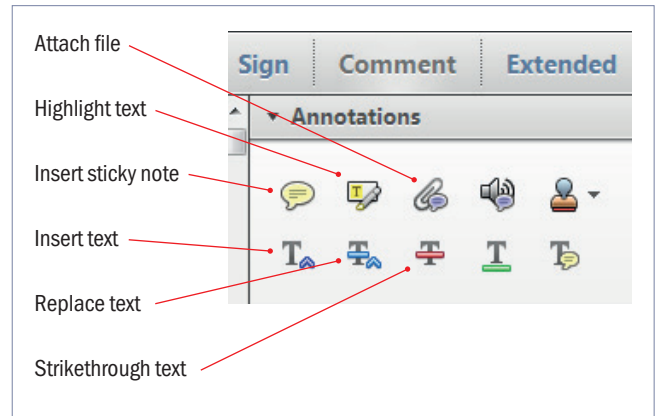 Attach file
Sign Comment Extended
Highlight text
Annotations
Insert sticky note
Insert text
Replace text
Strikethrough text